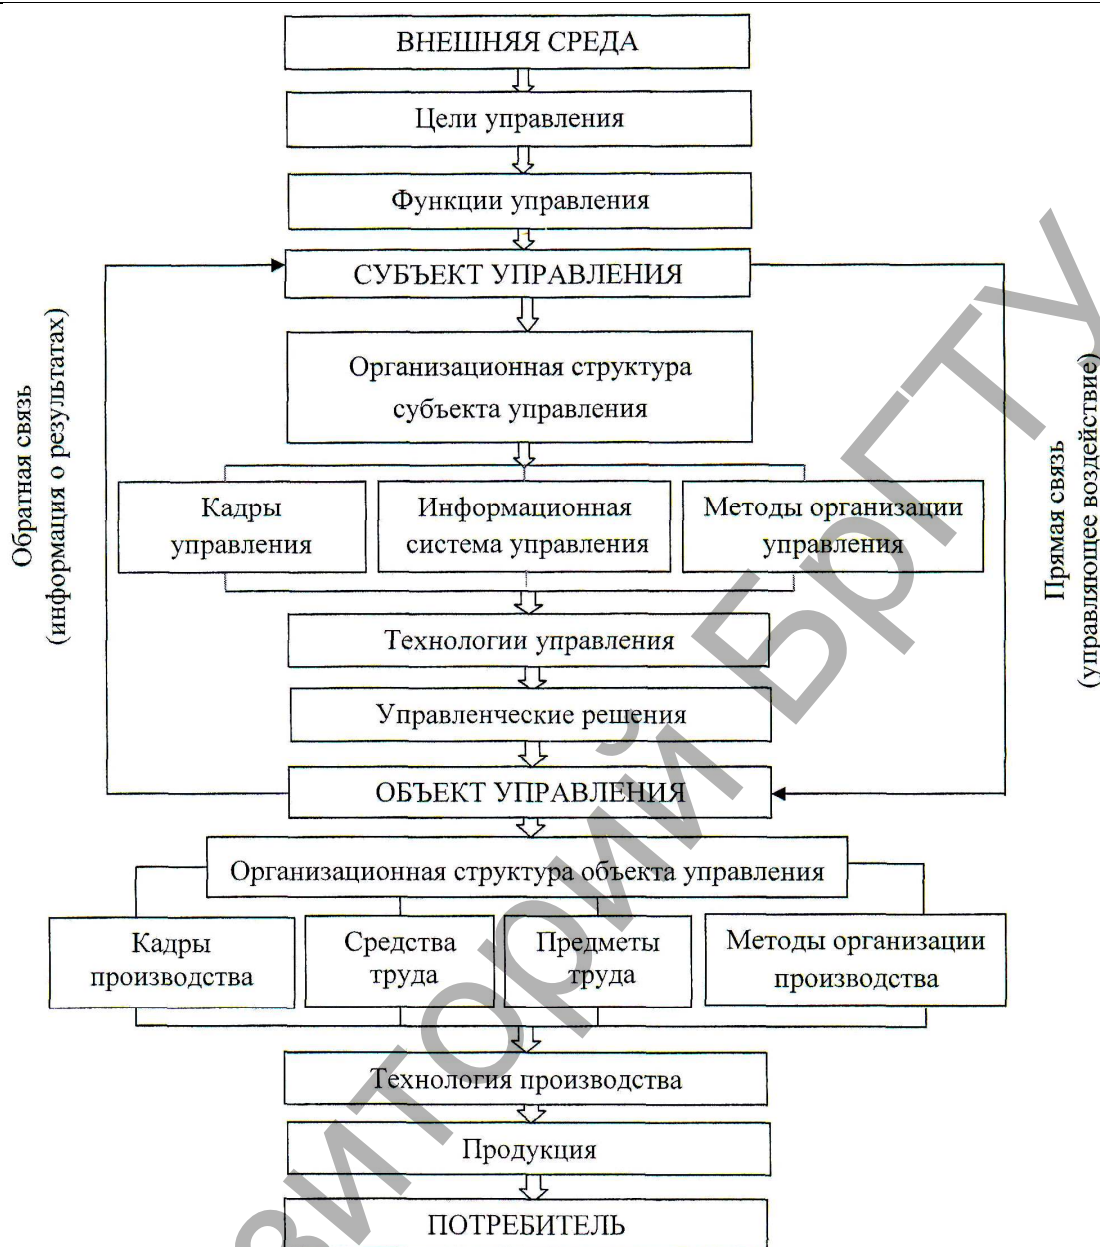 ВНЕШНЯЯ СРЕДА
Цели управления
Функции управления
СУБЪЕКТ УПРАВЛЕНИЯ
Организационная структура
субъекта управления
Обратная связь
(информация о результатах)
Прямая связь
(управляющее воздействие)
Кадры
управления
Информационная
система управления
Методы организации
управления
Технологии управления
Управленческие решения
ОБЪЕКТ УПРАВЛЕНИЯ
Организационная структура объекта управления
Кадры
производства
Средства
труда
Предметы
труда
Методы организации
производства
Технология производства
Продукция
ПОТРЕБИТЕЛЬ
зиторий БрГТУ